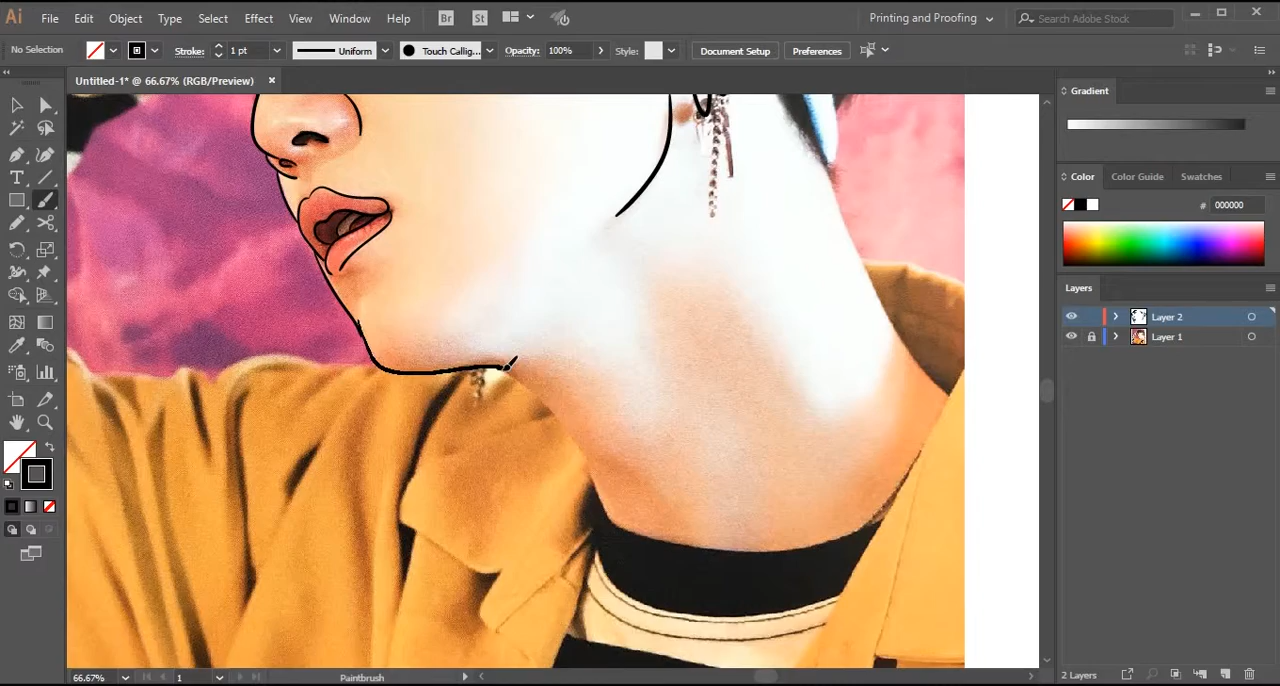 Ai File Edit Object Type Select Effect View Window Help Br St Printing and Proofing Search Adobe Stock
No Selection Stroke: 1 pt Uniform Touch Callig... Opacity: 100% Style: Document Setup Preferences
Untitled-1* @ 66.67% (RGB/Preview)
Gradient
Color Color Guide Swatches
# 000000
Layers
Layer 2
Layer 1
66.67% 1 Paintbrush 2 Layers